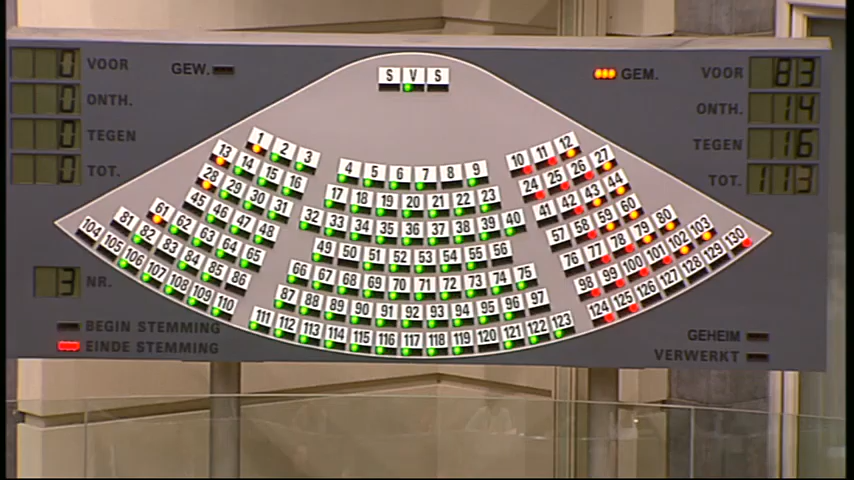 0 VOOR
0 ONTH.
0 TEGEN
0 TOT.
GEW.
S V S
GEM.
VOOR 83
ONTH. 14
TEGEN 16
TOT. 113
1 2 3
13 14 15 16
28 29 30 31
45 46 47 48
61 62 63 64 65
81 82 83 84 85 86
104 105 106 107 108 109 110
4 5 6 7 8 9
17 18 19 20 21 22 23
32 33 34 35 36 37 38 39 40
49 50 51 52 53 54 55 56
66 67 68 69 70 71 72 73 74 75
87 88 89 90 91 92 93 94 95 96 97
111 112 113 114 115 116 117 118 119 120 121 122 123
10 11 12
24 25 26 27
41 42 43 44
57 58 59 60
76 77 78 79 80
98 99 100 101 102 103
124 125 126 127 128 129 130
3 NR.
BEGIN STEMMING
EINDE STEMMING
GEHEIM
VERWERKT